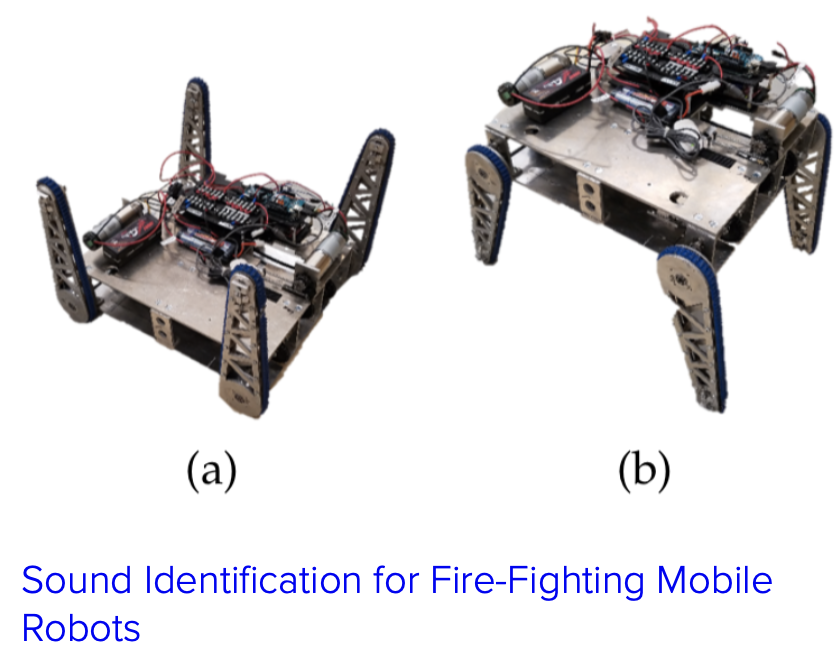 (a) (b)
Sound Identification for Fire-Fighting Mobile
Robots